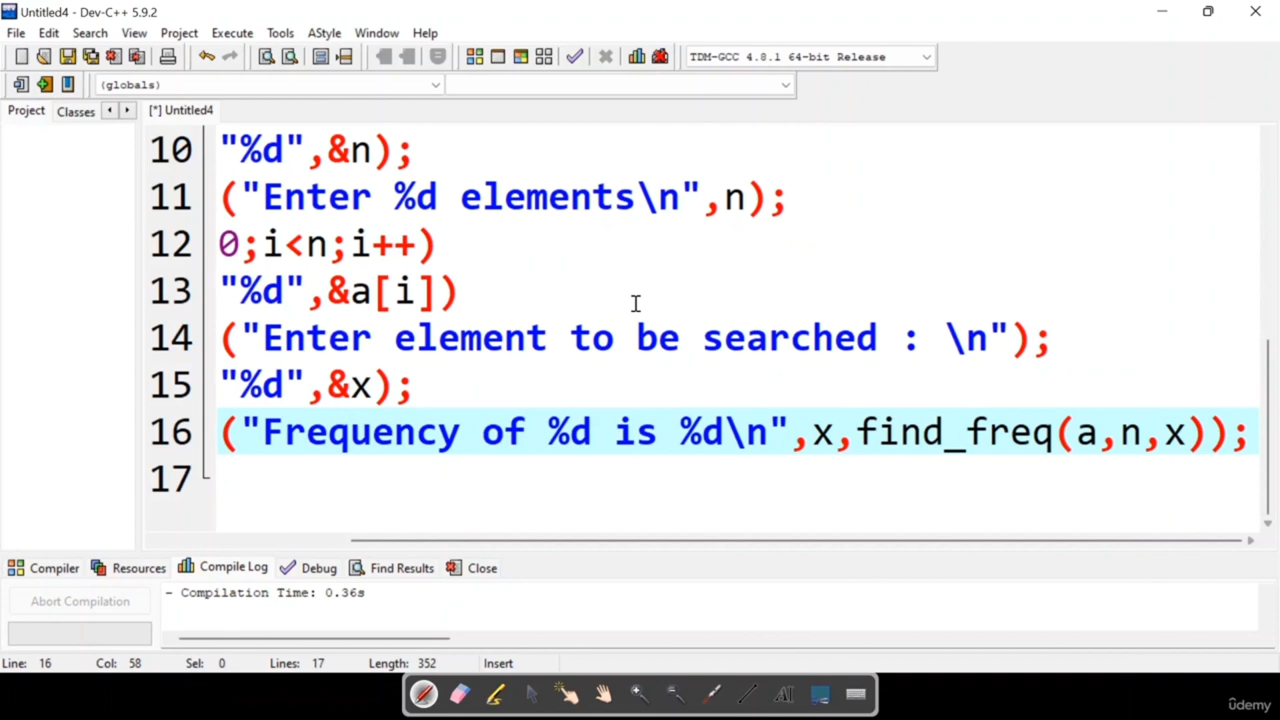 Untitled4 - Dev-C++ 5.9.2
File Edit Search View Project Execute Tools AStyle Window Help
TDM-GCC 4.8.1 64-bit Release
(globals)
Project Classes [*] Untitled4
10 "%d",&n);
11 ("Enter %d elements\n",n);
12 0;i<n;i++)
13 "%d",&a[i])
14 ("Enter element to be searched : \n");
15 "%d",&x);
16 ("Frequency of %d is %d\n",x,find_freq(a,n,x));
17
Compiler Resources Compile Log Debug Find Results Close
Abort Compilation
- Compilation Time: 0.36s
Line: 16 Col: 58 Sel: 0 Lines: 17 Length: 352 Insert
AI
ûdemy